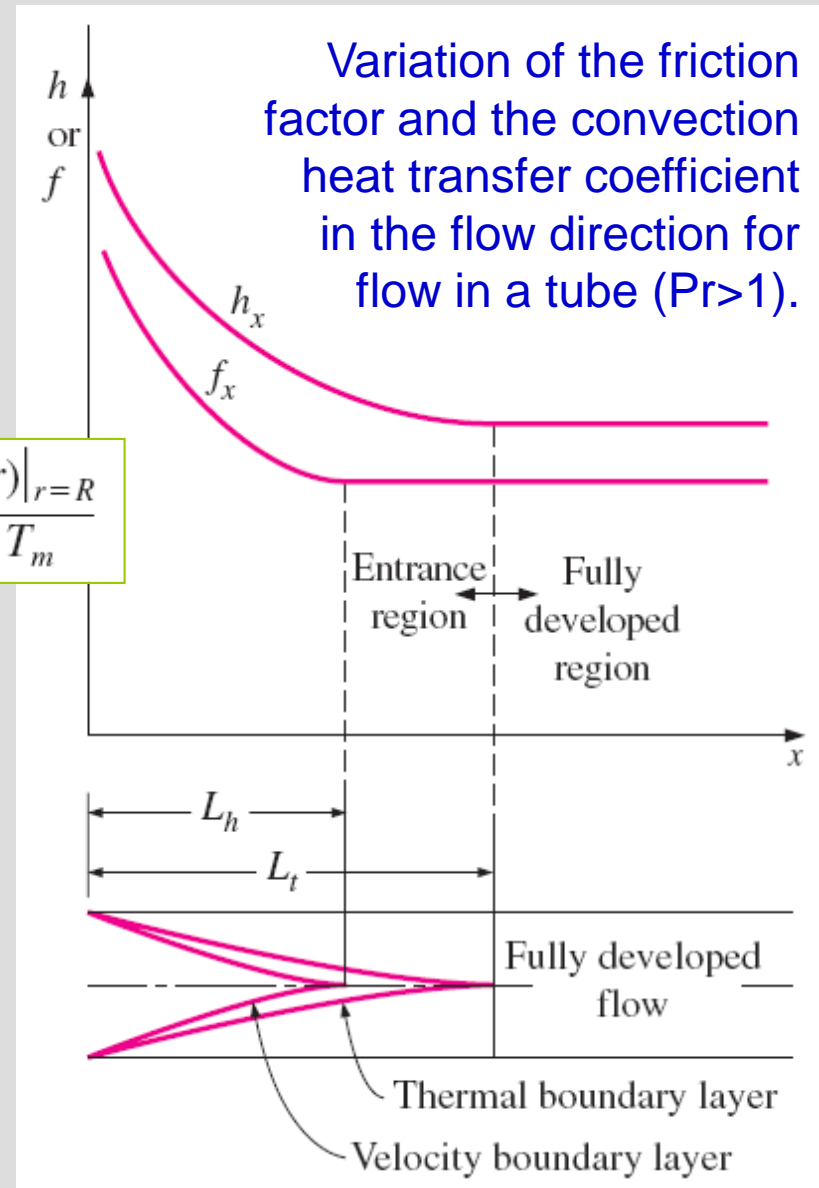 Variation of the friction
factor and the convection
heat transfer coefficient
in the flow direction for
flow in a tube (Pr>1).
h
or
f
h_x
f_x
)|_{r=R}
T_m
Entrance
region
Fully
developed
region
x
L_h
L_t
Fully developed
flow
Thermal boundary layer
Velocity boundary layer